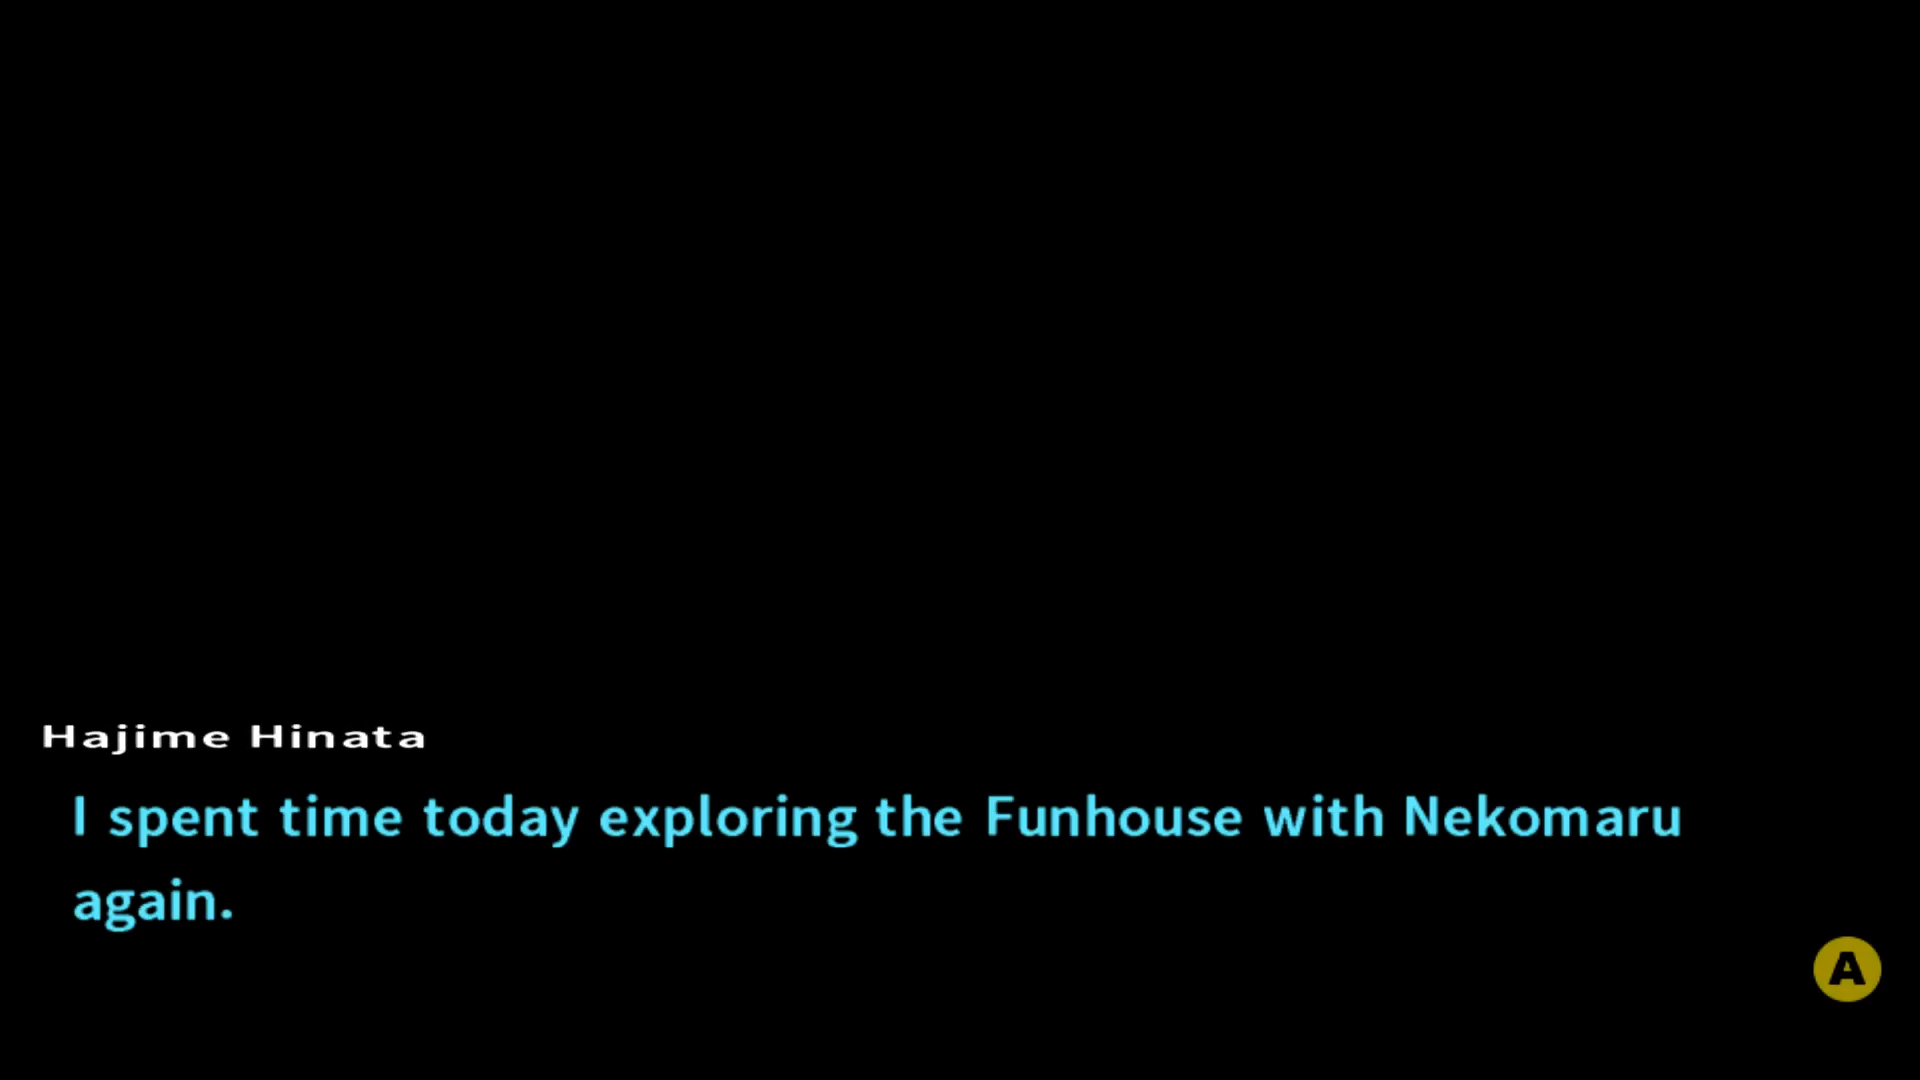 Hajime Hinata
I spent time today exploring the Funhouse with Nekomaru
again.
A